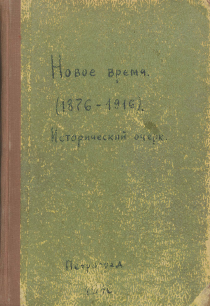 Новое время.
(1876-1916).
Исторический очерк.
Петроград